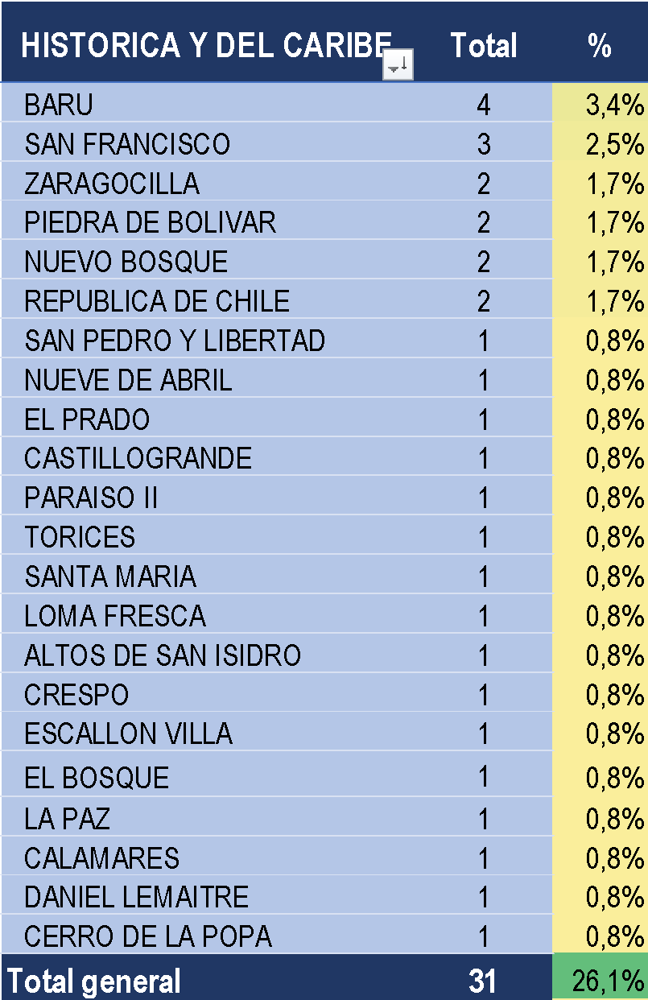 HISTORICA Y DEL CARIBE Total %
BARU 4 3,4%
SAN FRANCISCO 3 2,5%
ZARAGOCILLA 2 1,7%
PIEDRA DE BOLIVAR 2 1,7%
NUEVO BOSQUE 2 1,7%
REPUBLICA DE CHILE 2 1,7%
SAN PEDRO Y LIBERTAD 1 0,8%
NUEVE DE ABRIL 1 0,8%
EL PRADO 1 0,8%
CASTILLOGRANDE 1 0,8%
PARAISO II 1 0,8%
TORICES 1 0,8%
SANTA MARIA 1 0,8%
LOMA FRESCA 1 0,8%
ALTOS DE SAN ISIDRO 1 0,8%
CRESPO 1 0,8%
ESCALLON VILLA 1 0,8%
EL BOSQUE 1 0,8%
LA PAZ 1 0,8%
CALAMARES 1 0,8%
DANIEL LEMAITRE 1 0,8%
CERRO DE LA POPA 1 0,8%
Total general 31 26,1%